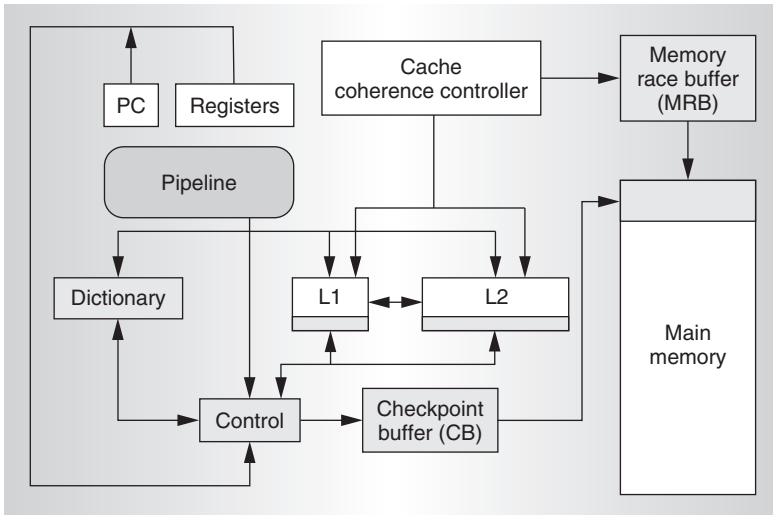 Cache
coherence controller
Memory
race buffer
(MRB)
PC
Registers
Pipeline
Dictionary
L1
L2
Main
memory
Control
Checkpoint
buffer (CB)